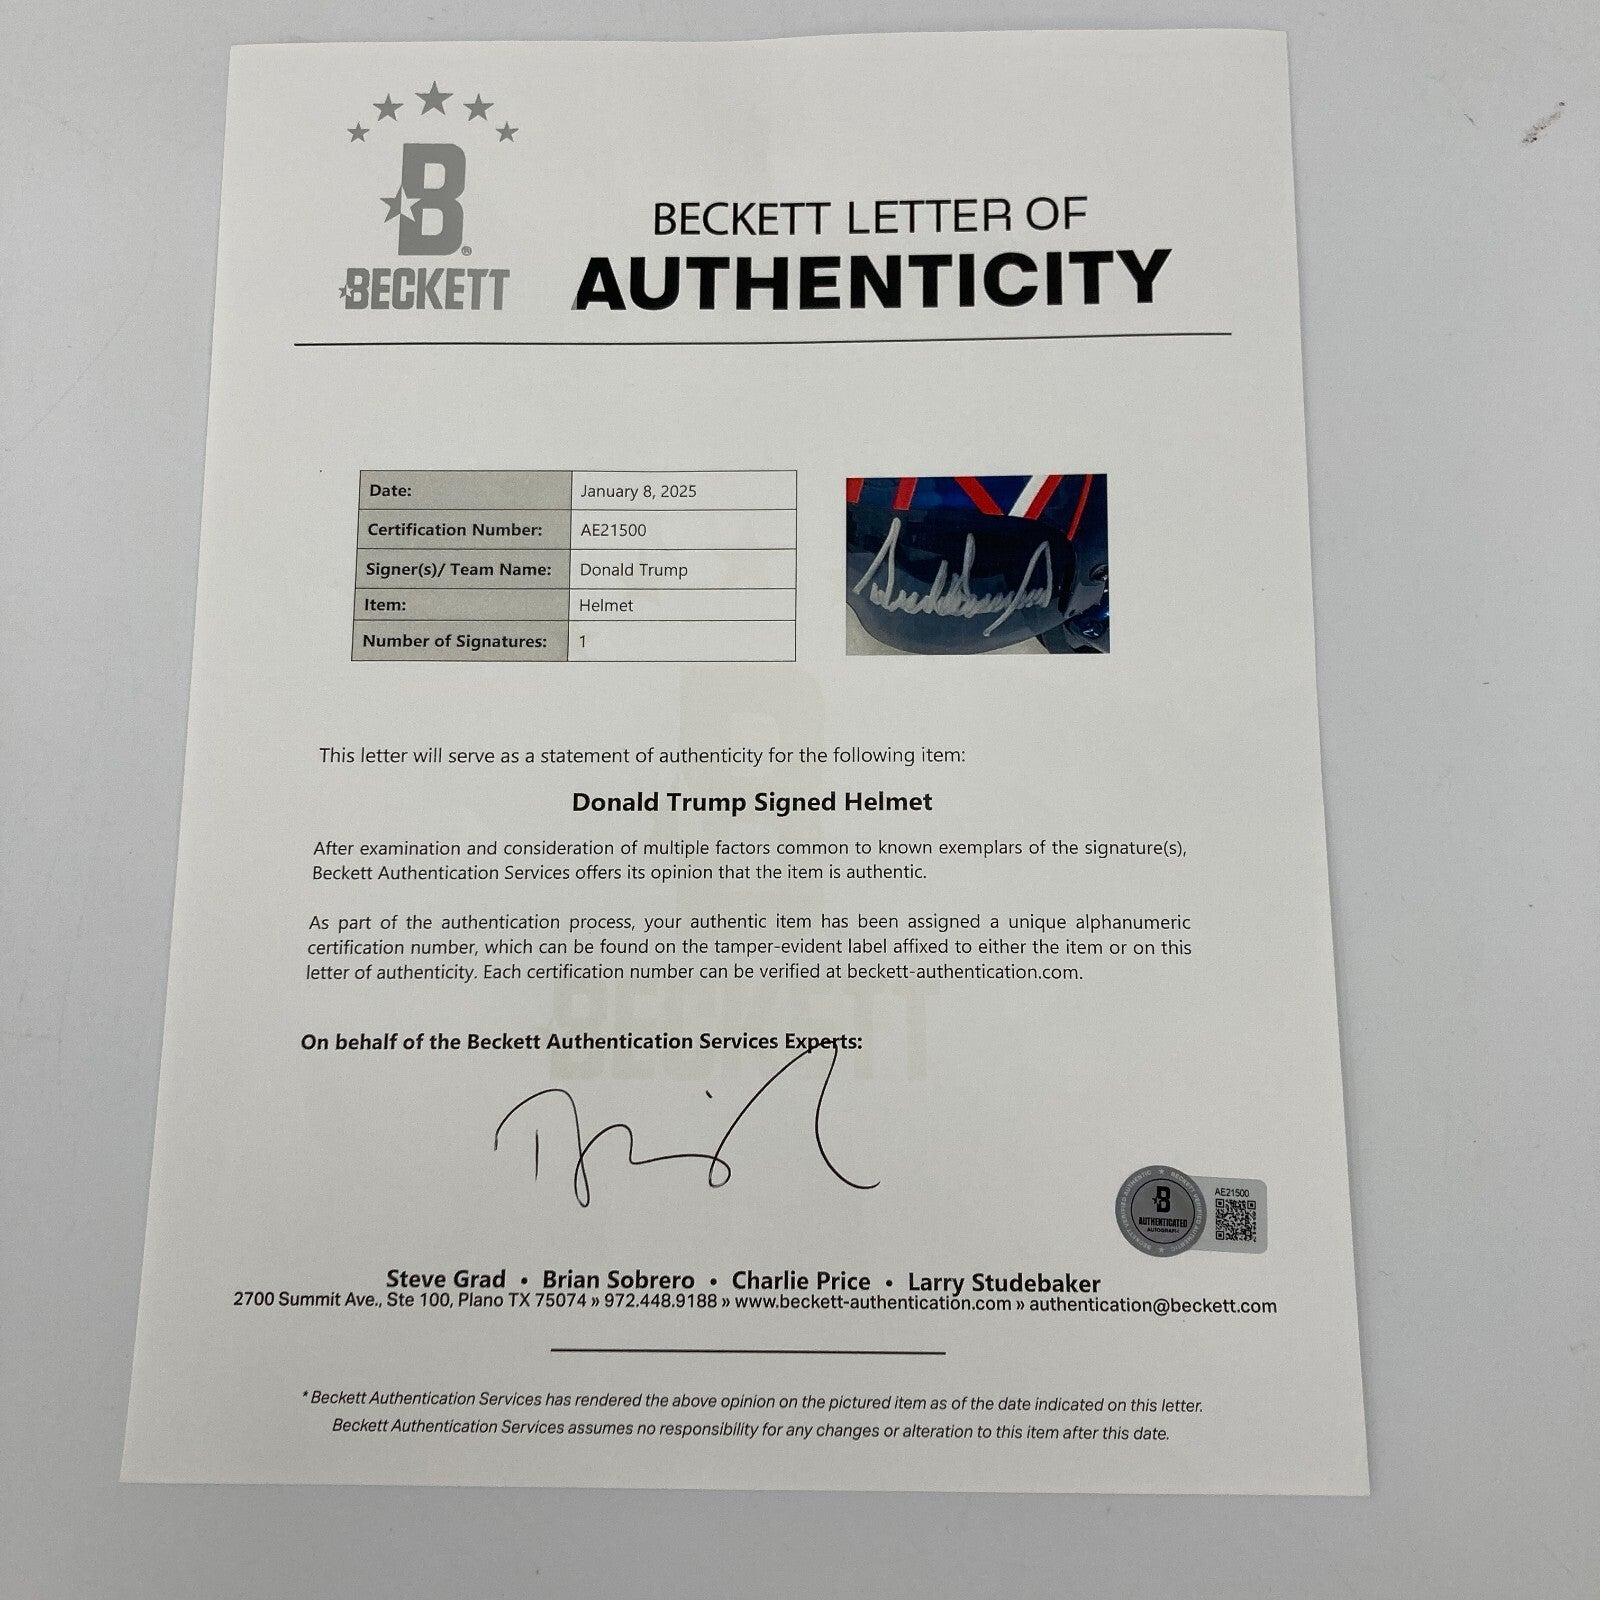 B®
BECKETT
BECKETT LETTER OF
AUTHENTICITY
Date: January 8, 2025
Certification Number: AE21500
Signer(s)/ Team Name: Donald Trump
Item: Helmet
Number of Signatures: 1
This letter will serve as a statement of authenticity for the following item:
Donald Trump Signed Helmet
After examination and consideration of multiple factors common to known exemplars of the signature(s),
Beckett Authentication Services offers its opinion that the item is authentic.
As part of the authentication process, your authentic item has been assigned a unique alphanumeric
certification number, which can be found on the tamper-evident label affixed to either the item or on this
letter of authenticity. Each certification number can be verified at beckett-authentication.com.
On behalf of the Beckett Authentication Services Experts:
AE21500
B
AUTHENTICATED
AUTOGRAPH
Steve Grad • Brian Sobrero • Charlie Price • Larry Studebaker
2700 Summit Ave., Ste 100, Plano TX 75074 » 972.448.9188 » www.beckett-authentication.com » authentication@beckett.com
* Beckett Authentication Services has rendered the above opinion on the pictured item as of the date indicated on this letter.
Beckett Authentication Services assumes no responsibility for any changes or alteration to this item after this date.